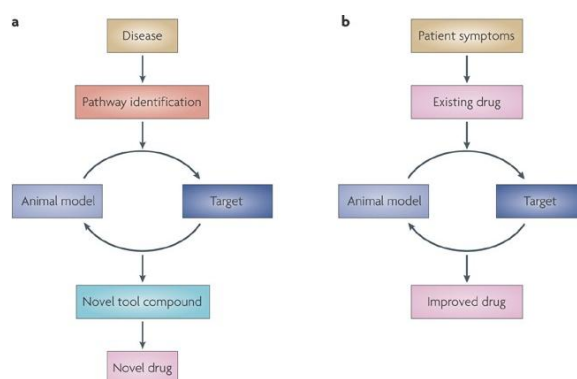 a
Disease
Pathway identification
Animal model
Target
Novel tool compound
Novel drug
b
Patient symptoms
Existing drug
Animal model
Target
Improved drug